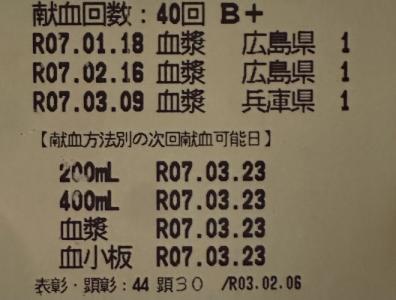 献血回数：40回 B＋
R07.01.18 血漿 広島県 1
R07.02.16 血漿 広島県 1
R07.03.09 血漿 兵庫県 1
【献血方法別の次回献血可能日】
200mL R07.03.23
400mL R07.03.23
血漿 R07.03.23
血小板 R07.03.23
表彰・顕彰：44 顕30 /R03.02.06